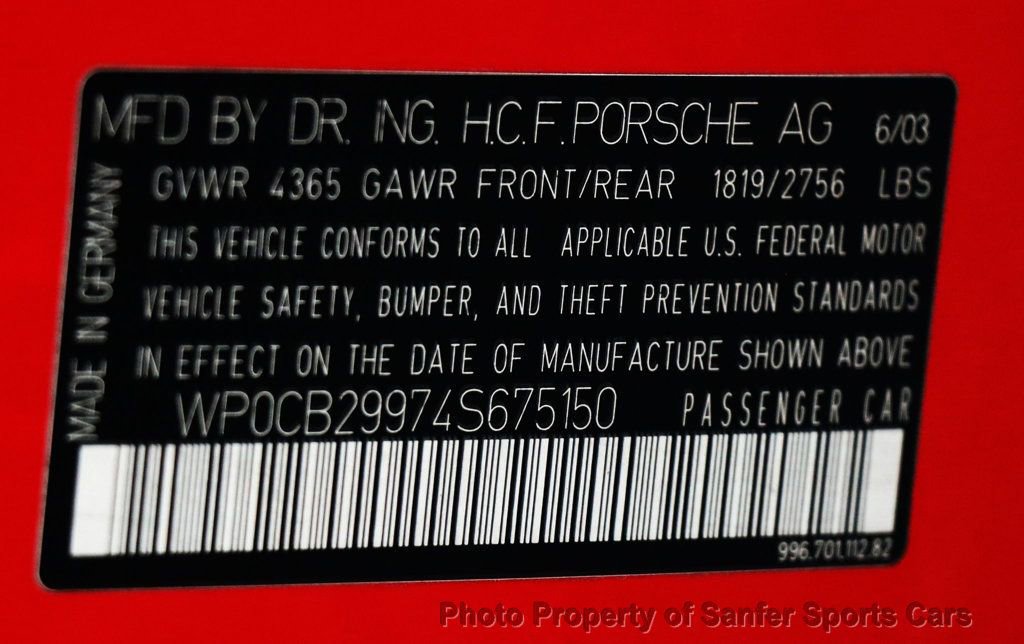 MFD BY DR. ING. H.C.F. PORSCHE AG 6/03
GVWR 4365 GAWR FRONT/REAR 1819/2756 LBS
THIS VEHICLE CONFORMS TO ALL APPLICABLE U.S. FEDERAL MOTOR
VEHICLE SAFETY, BUMPER, AND THEFT PREVENTION STANDARDS
IN EFFECT ON THE DATE OF MANUFACTURE SHOWN ABOVE
WP0CB29974S675150 PASSENGER CAR
MADE IN GERMANY
996.701.112.82
Photo Property of Sanfer Sports Cars